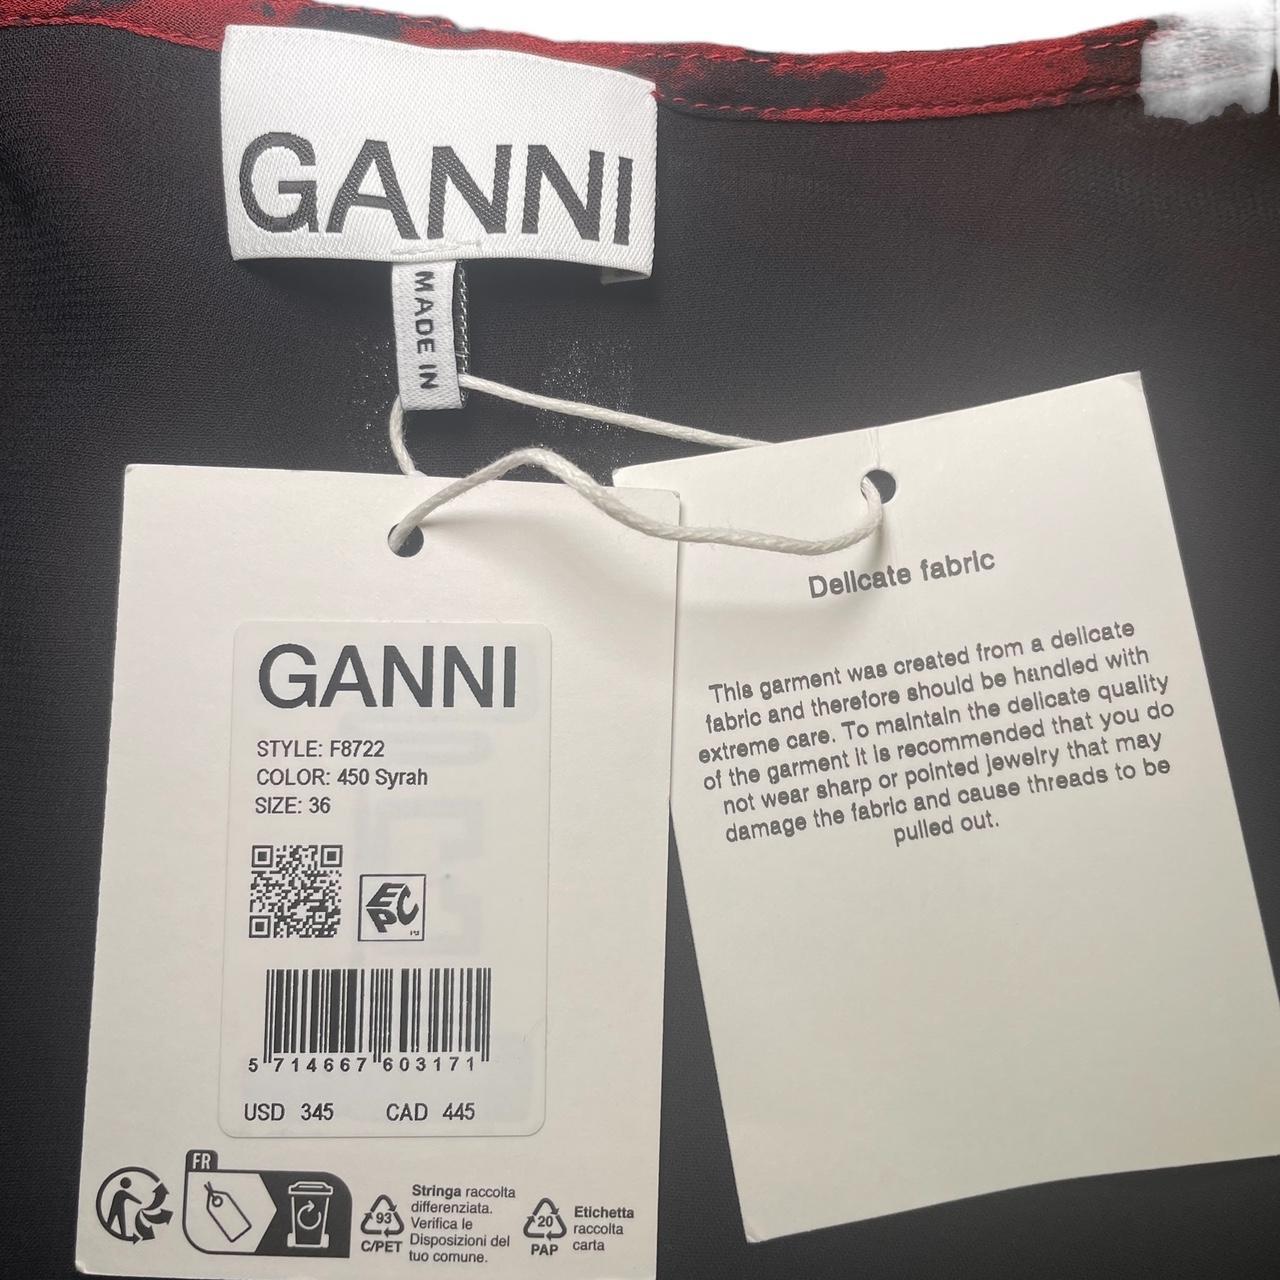 GANNI
MADE IN
GANNI
STYLE: F8722
COLOR: 450 Syrah
SIZE: 36
EPC
5 714667 603171
USD 345 CAD 445
FR
93
C/PET
Stringa raccolta
differenziata.
Verifica le
Disposizioni del
tuo comune.
20
PAP
Etichetta
raccolta
carta
Delicate fabric
This garment was created from a delicate
fabric and therefore should be handled with
extreme care. To maintain the delicate quality
of the garment it is recommended that you do
not wear sharp or pointed jewelry that may
damage the fabric and cause threads to be
pulled out.